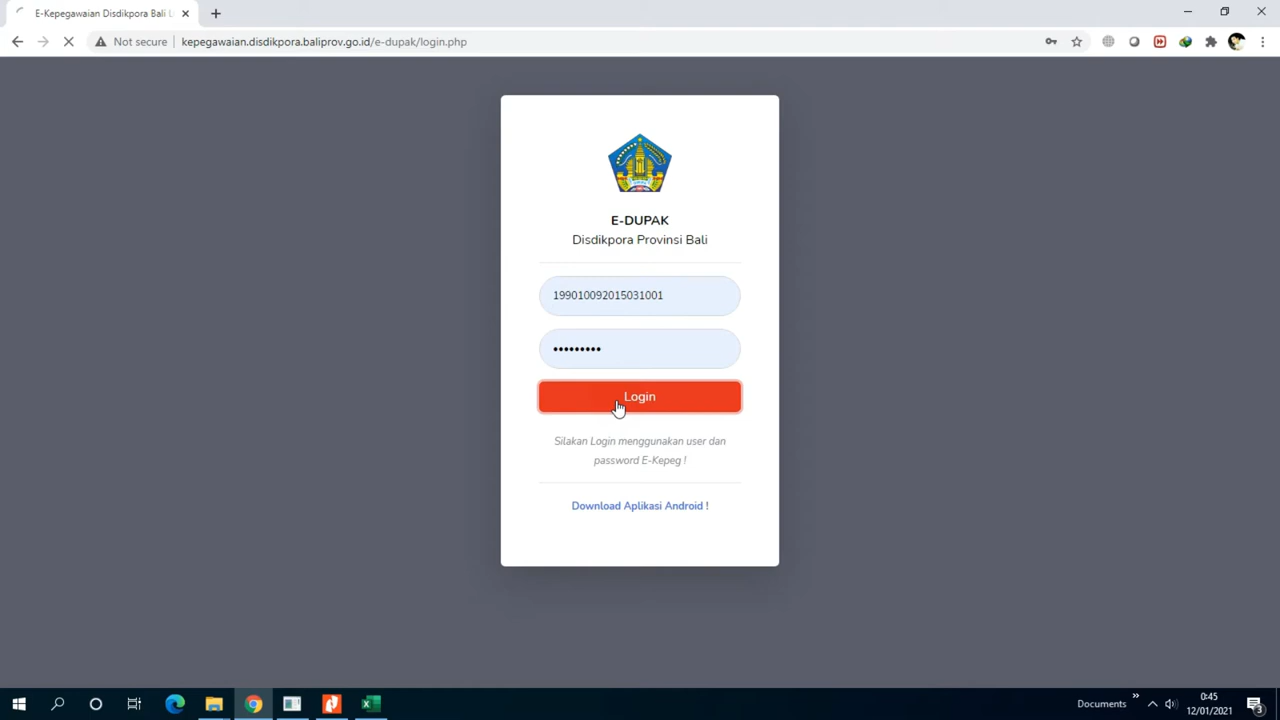 E-Kepegawaian Disdikpora Bali
Not secure
kepegawaian.disdikpora.baliprov.go.id/e-dupak/login.php
E-DUPAK
Disdikpora Provinsi Bali
199010092015031001
•••••••••
Login
Silakan Login menggunakan user dan
password E-Kepeg !
Download Aplikasi Android !
Documents
0:45
12/01/2021
3